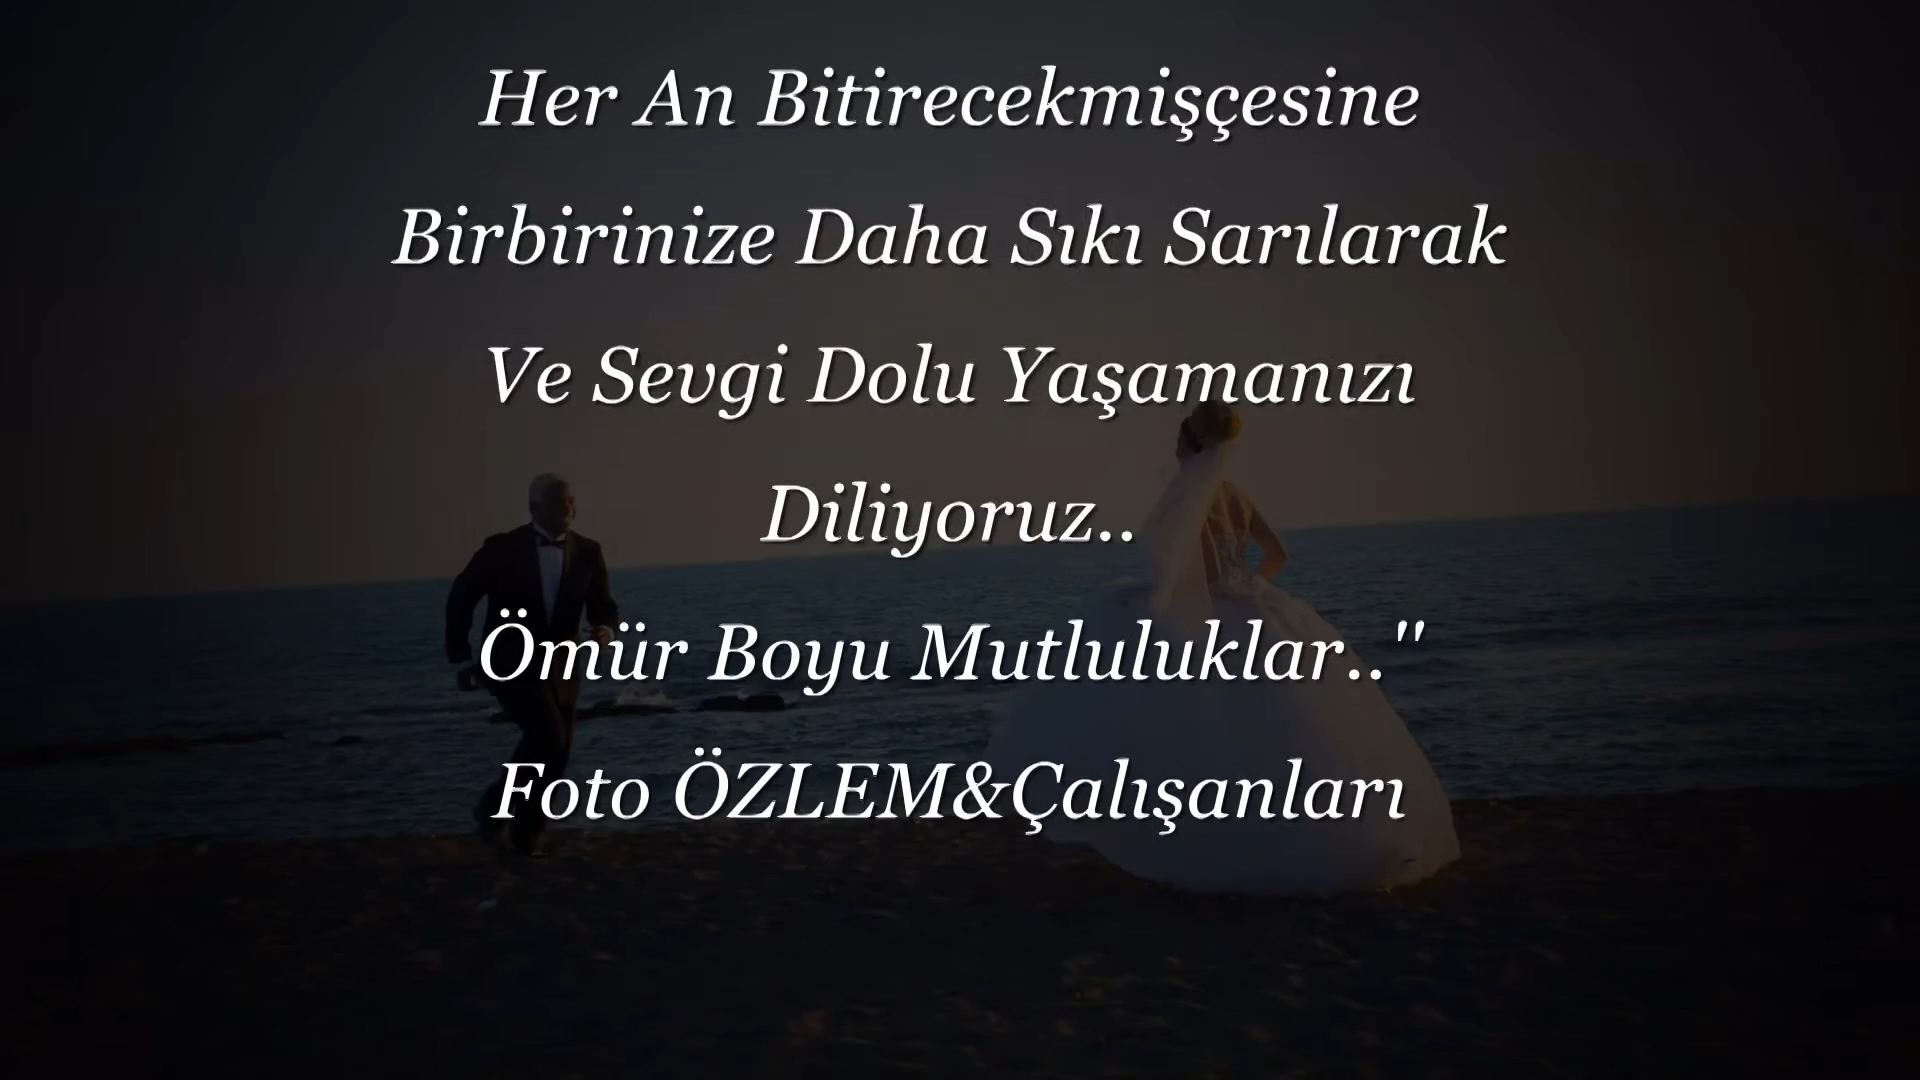 Her An Bitirecekmişçesine
Birbirinize Daha Sıkı Sarılarak
Ve Sevgi Dolu Yaşamanızı
Diliyoruz..
Ömür Boyu Mutluluklar.."
Foto ÖZLEM&Çalışanları